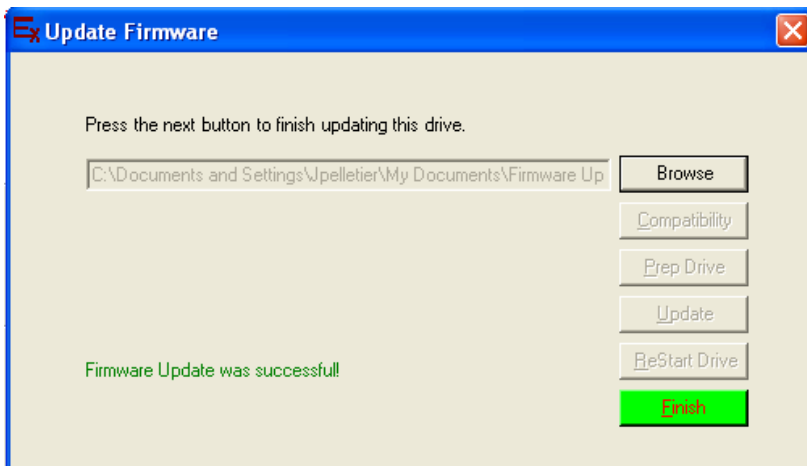 Ex Update Firmware
Press the next button to finish updating this drive.
C:\Documents and Settings\Jpelletier\My Documents\Firmware Up
Browse
Compatibility
Prep Drive
Update
ReStart Drive
Firmware Update was successful!
Finish